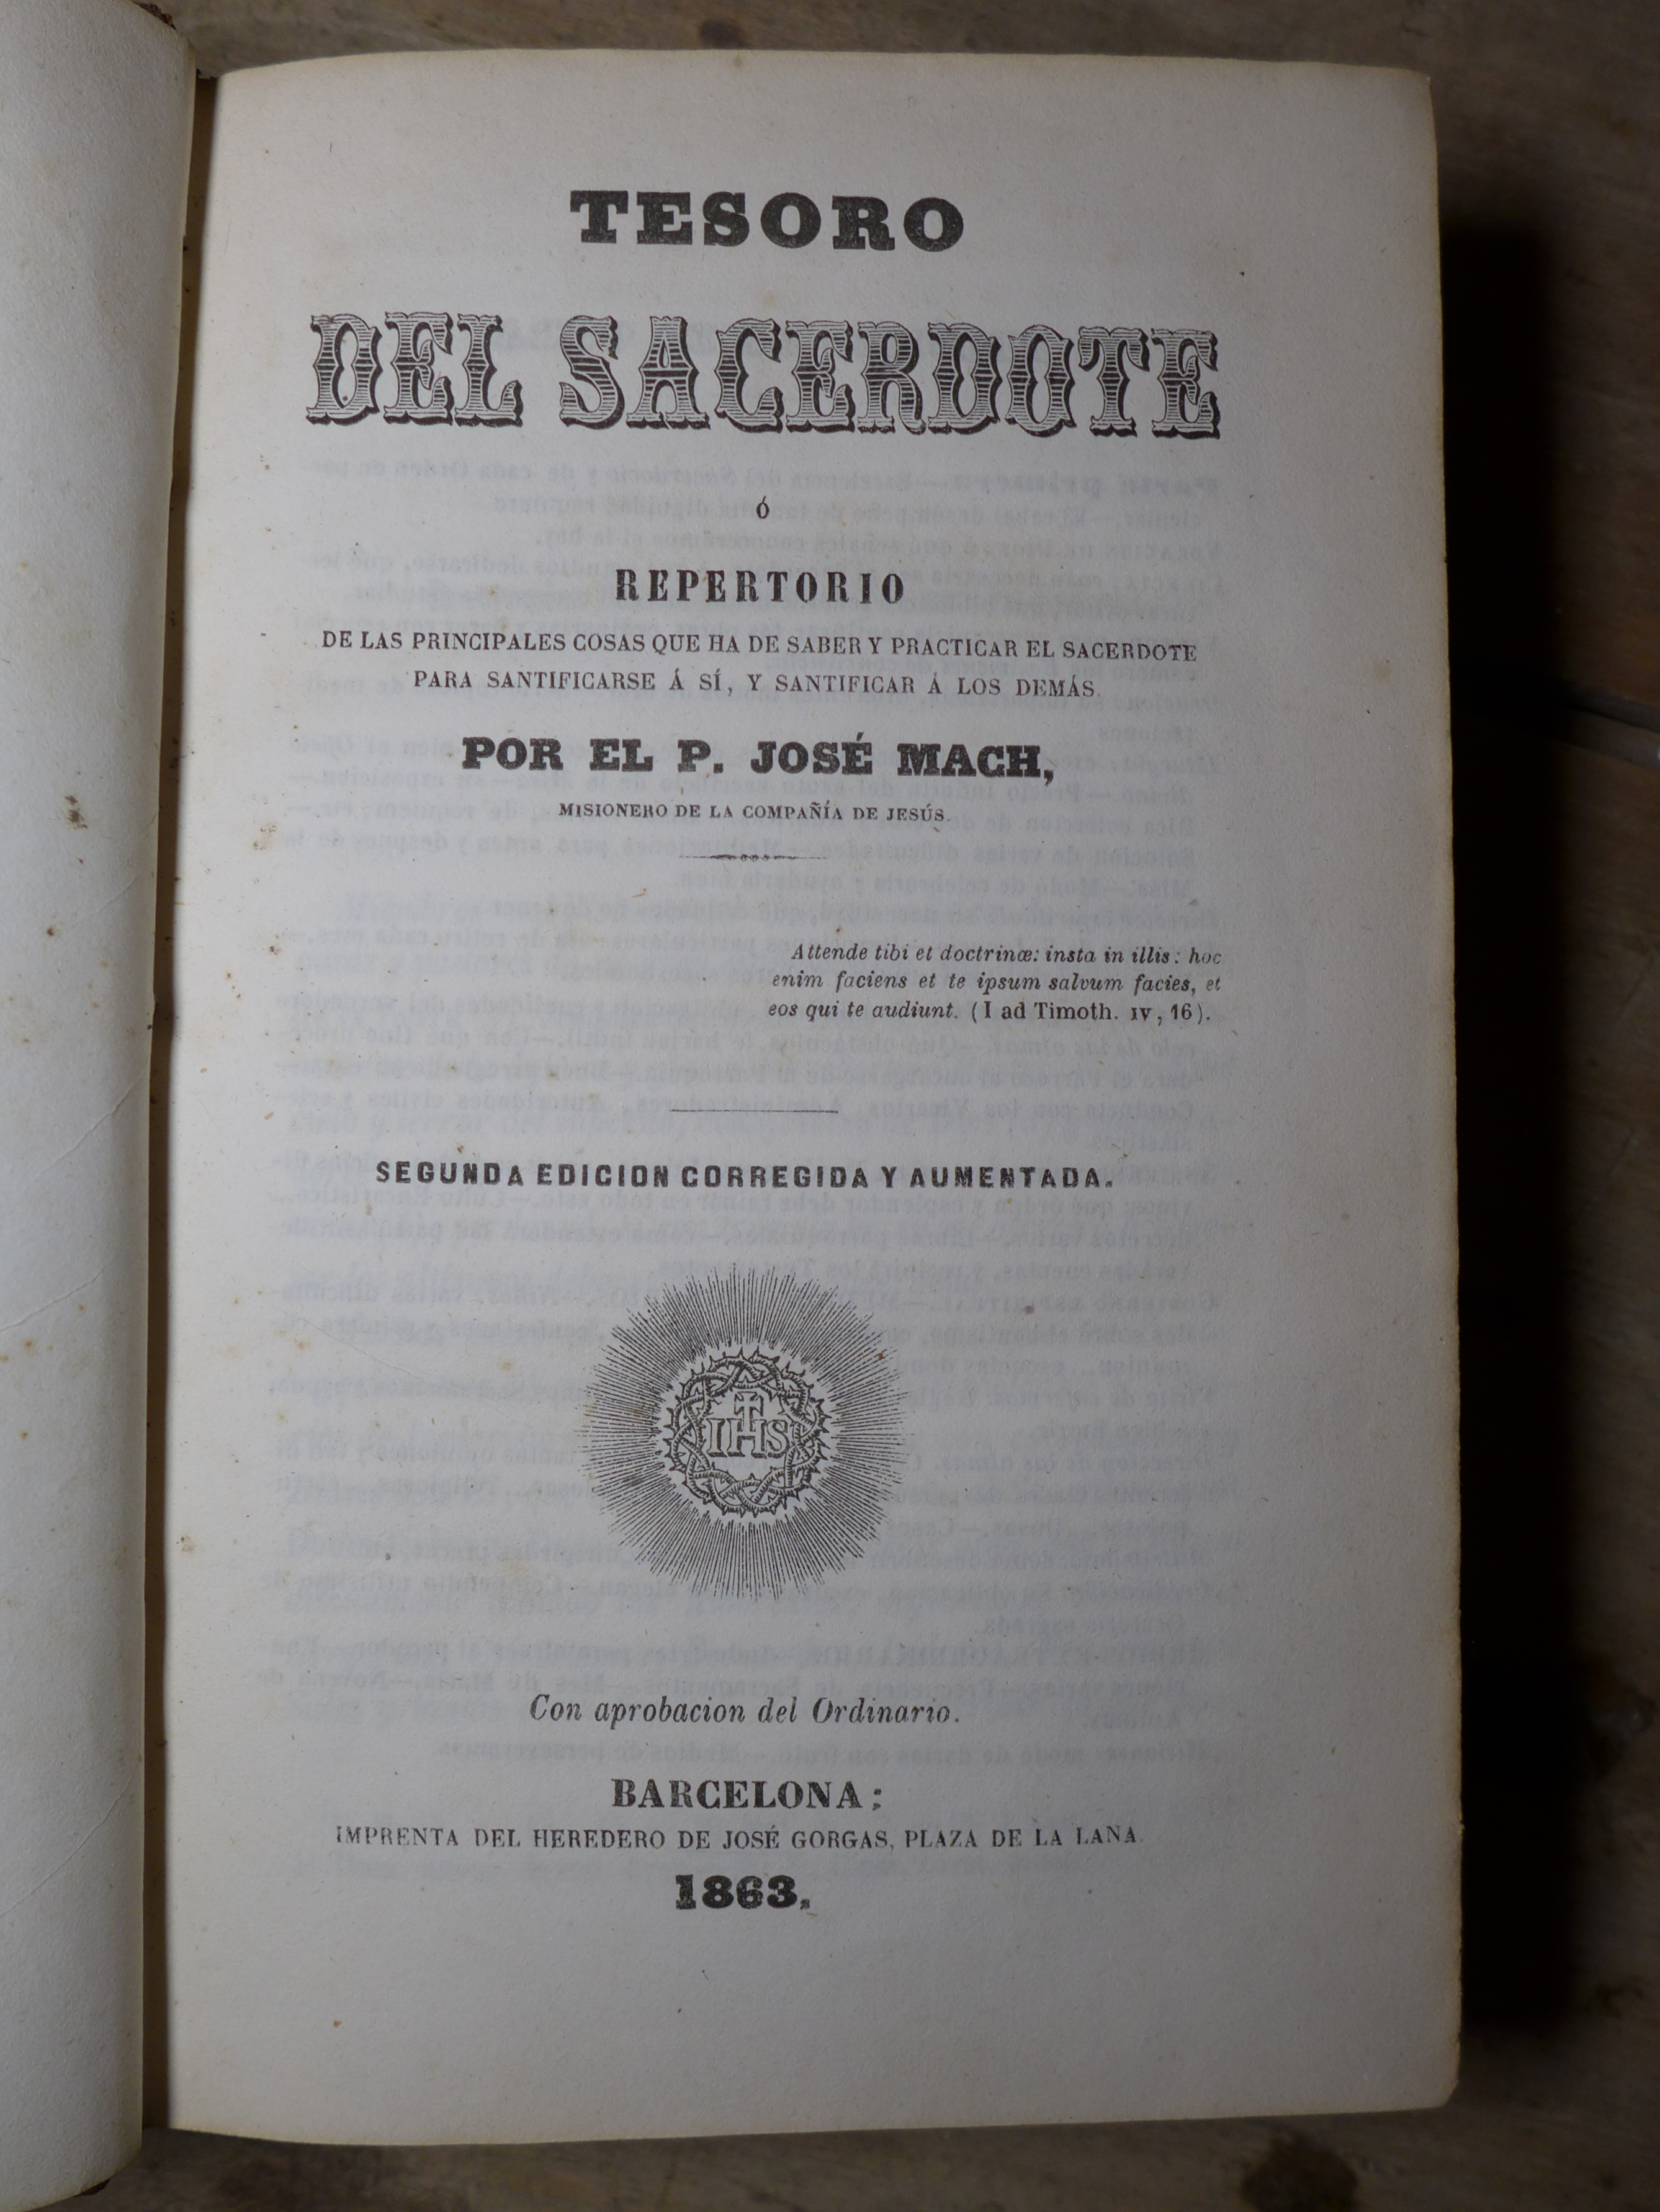 TESORO
DEL SACERDOTE
ó
REPERTORIO
DE LAS PRINCIPALES COSAS QUE HA DE SABER Y PRACTICAR EL SACERDOTE
PARA SANTIFICARSE Á SÍ, Y SANTIFICAR Á LOS DEMÁS.
POR EL P. JOSÉ MACH,
MISIONERO DE LA COMPAÑÍA DE JESÚS.
Attende tibi et doctrinæ: insta in illis: hoc
enim faciens et te ipsum salvum facies, et
eos qui te audiunt. (I ad Timoth. IV, 16).
SEGUNDA EDICION CORREGIDA Y AUMENTADA.
IHS
Con aprobacion del Ordinario.
BARCELONA:
IMPRENTA DEL HEREDERO DE JOSÉ GORGAS, PLAZA DE LA LANA.
1863.